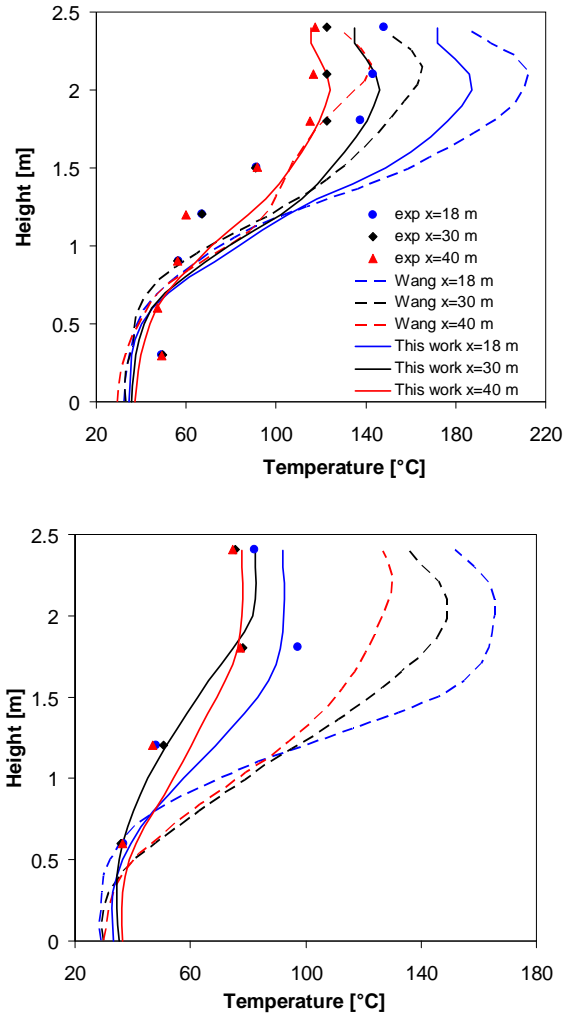 2.5
2
1.5
1
0.5
0
Height [m]
exp x=18 m
exp x=30 m
exp x=40 m
Wang x=18 m
Wang x=30 m
Wang x=40 m
This work x=18 m
This work x=30 m
This work x=40 m
20 60 100 140 180 220
Temperature [°C]
2.5
2
1.5
1
0.5
0
Height [m]
20 60 100 140 180
Temperature [°C]